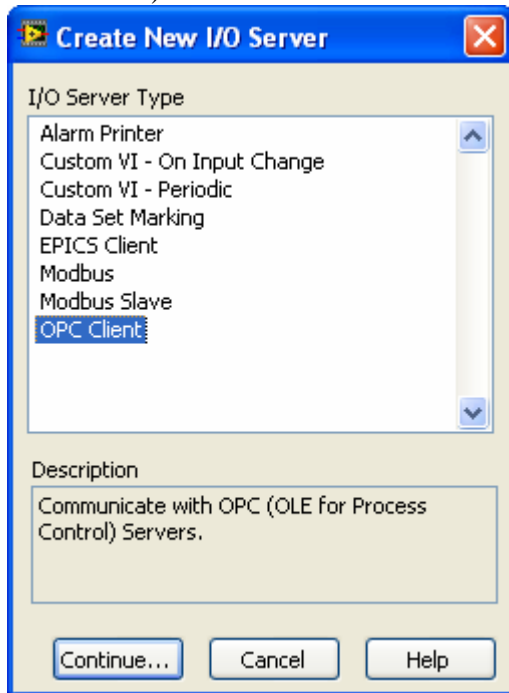 Create New I/O Server
I/O Server Type
Alarm Printer
Custom VI - On Input Change
Custom VI - Periodic
Data Set Marking
EPICS Client
Modbus
Modbus Slave
OPC Client
Description
Communicate with OPC (OLE for Process
Control) Servers.
Continue... Cancel Help